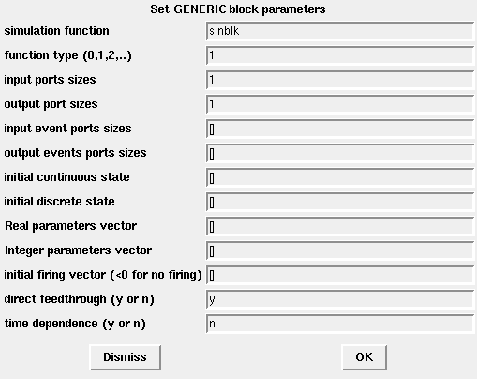 Set GENERIC block parameters
simulation function sinblk
function type (0,1,2,..) 1
input ports sizes 1
output port sizes 1
input event ports sizes []
output events ports sizes []
initial continuous state []
initial discrete state []
Real parameters vector []
Integer parameters vector []
initial firing vector (<0 for no firing) []
direct feedthrough (y or n) y
time dependence (y or n) n
Dismiss OK